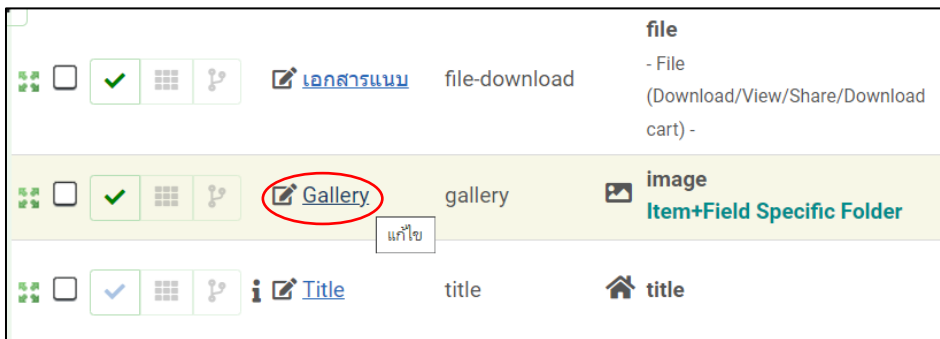 file
- File
เอกสารแนบ file-download (Download/View/Share/Download
cart) -
Gallery gallery image
Item+Field Specific Folder
แก้ไข
i Title title title